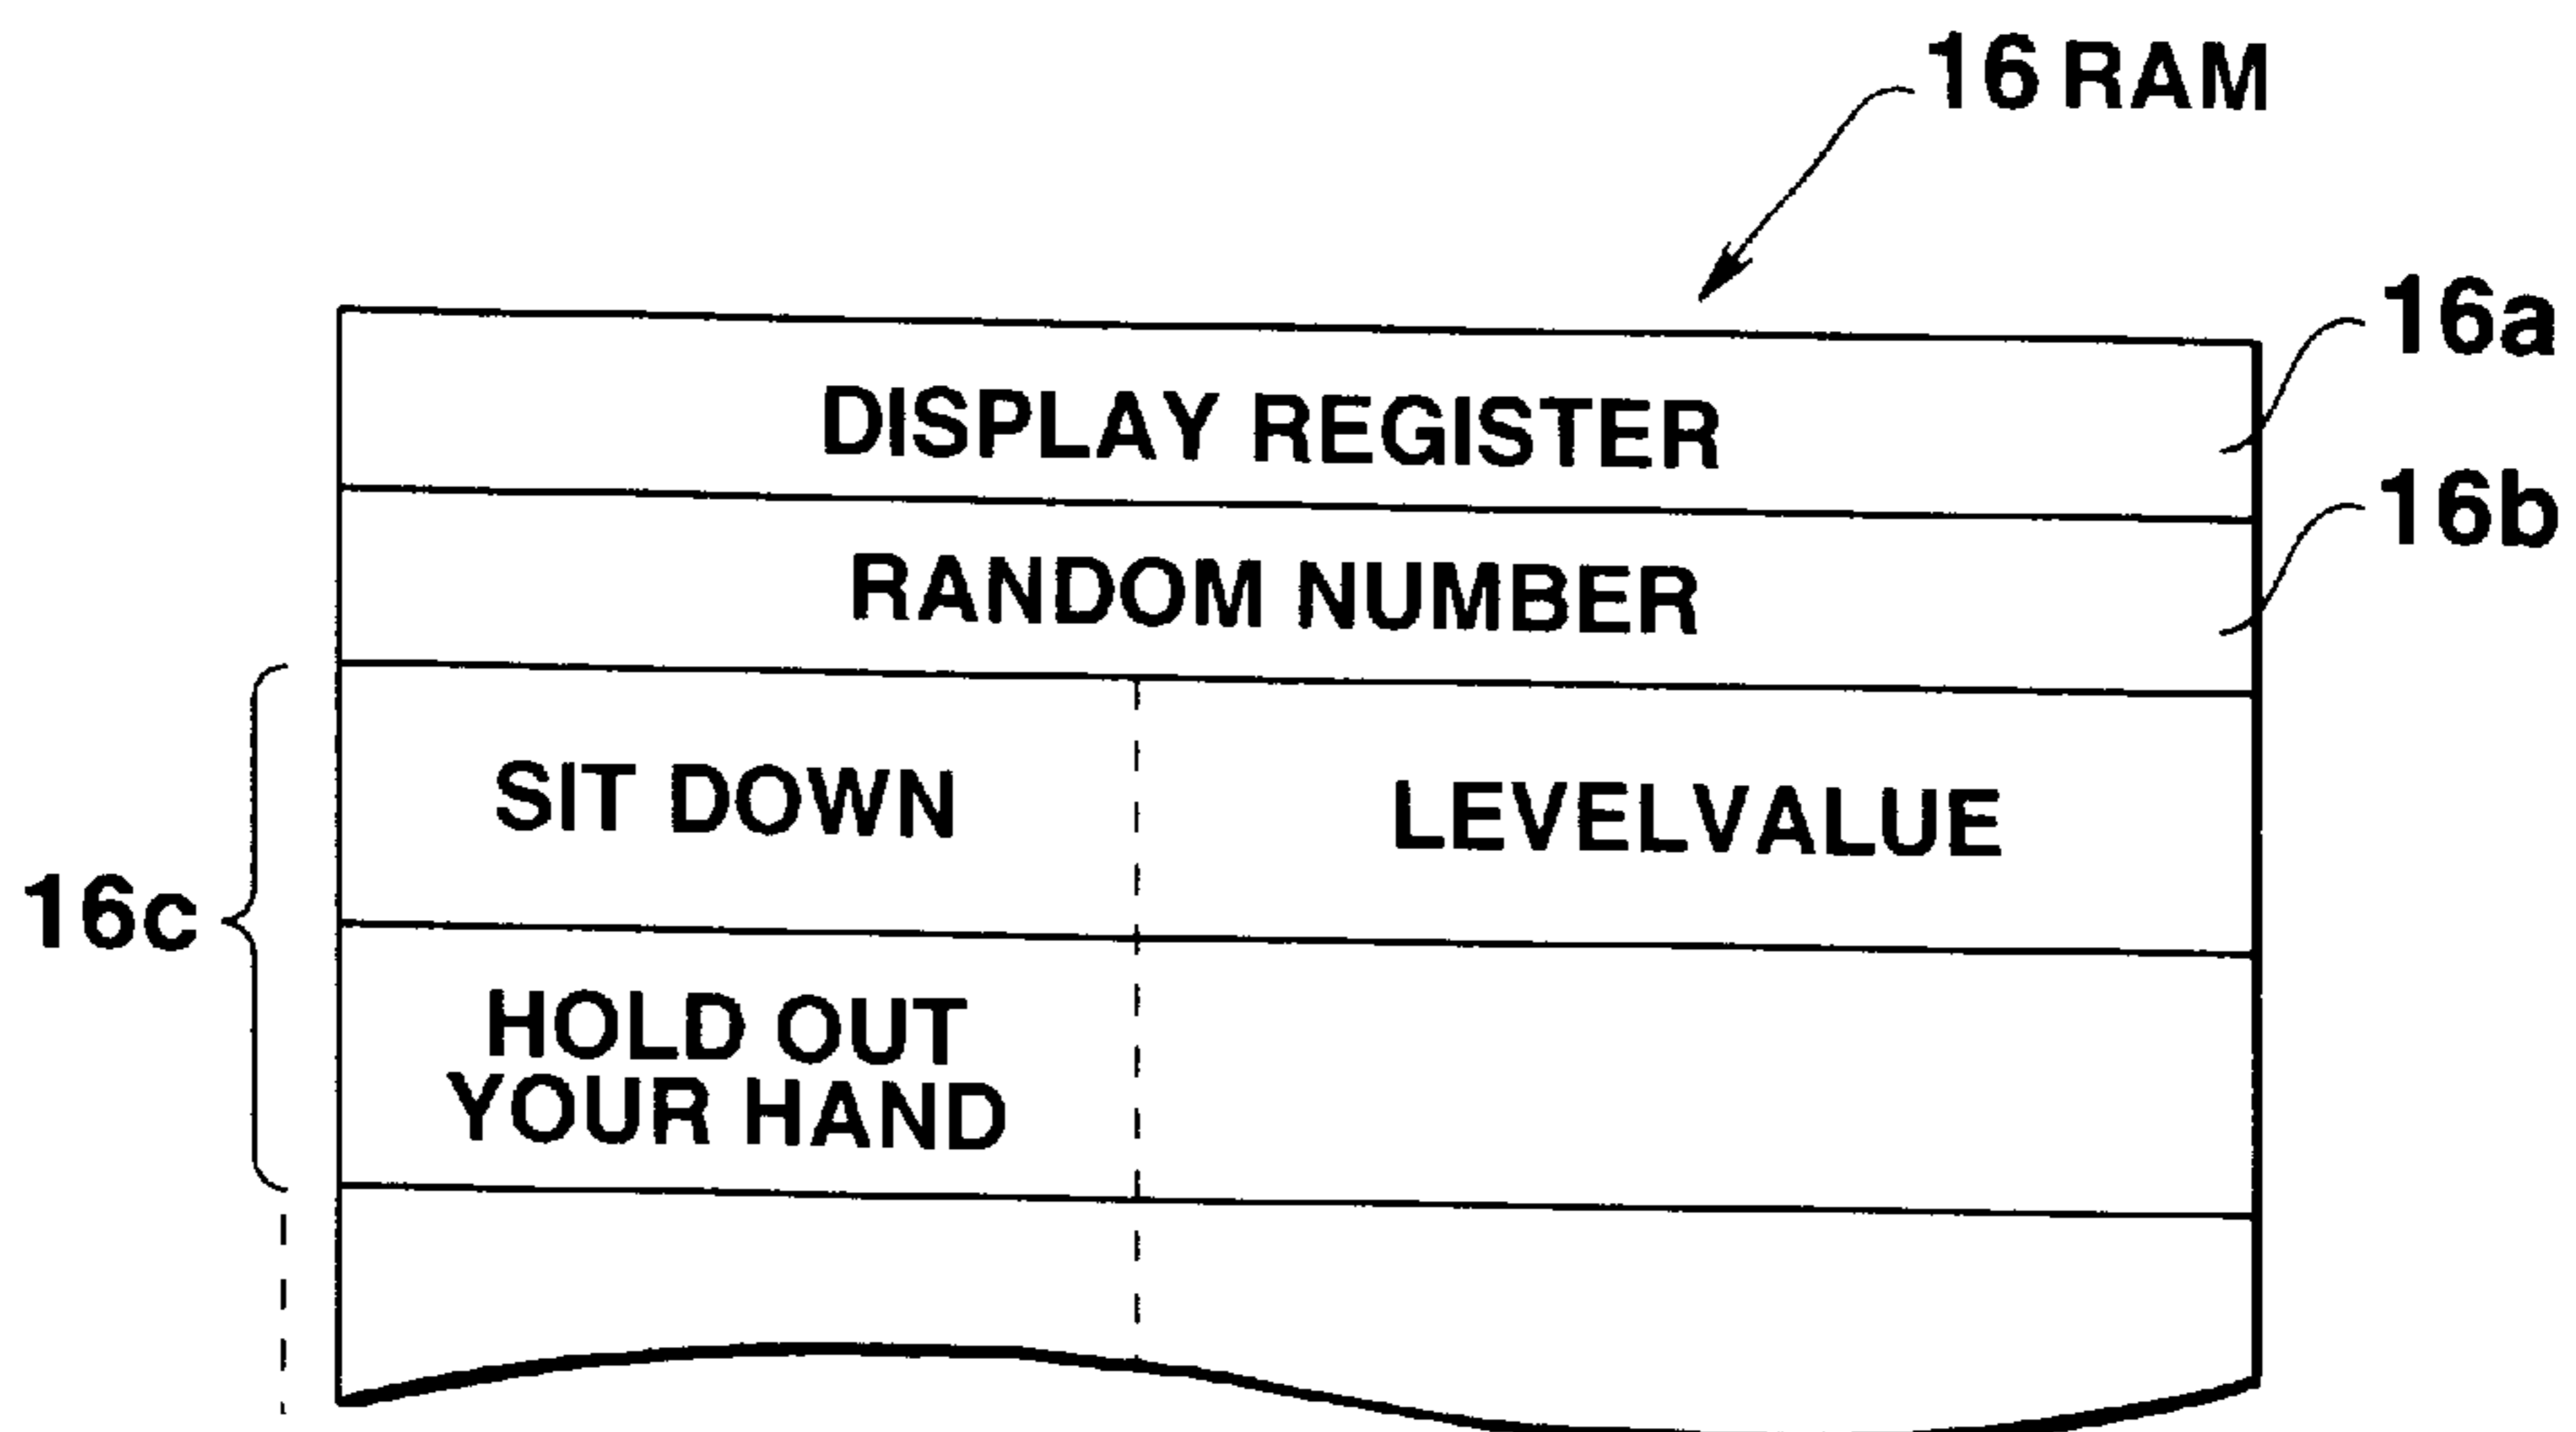 16 RAM
16a
DISPLAY REGISTER
16b
RANDOM NUMBER
SIT DOWN
LEVELVALUE
16c
HOLD OUT
YOUR HAND